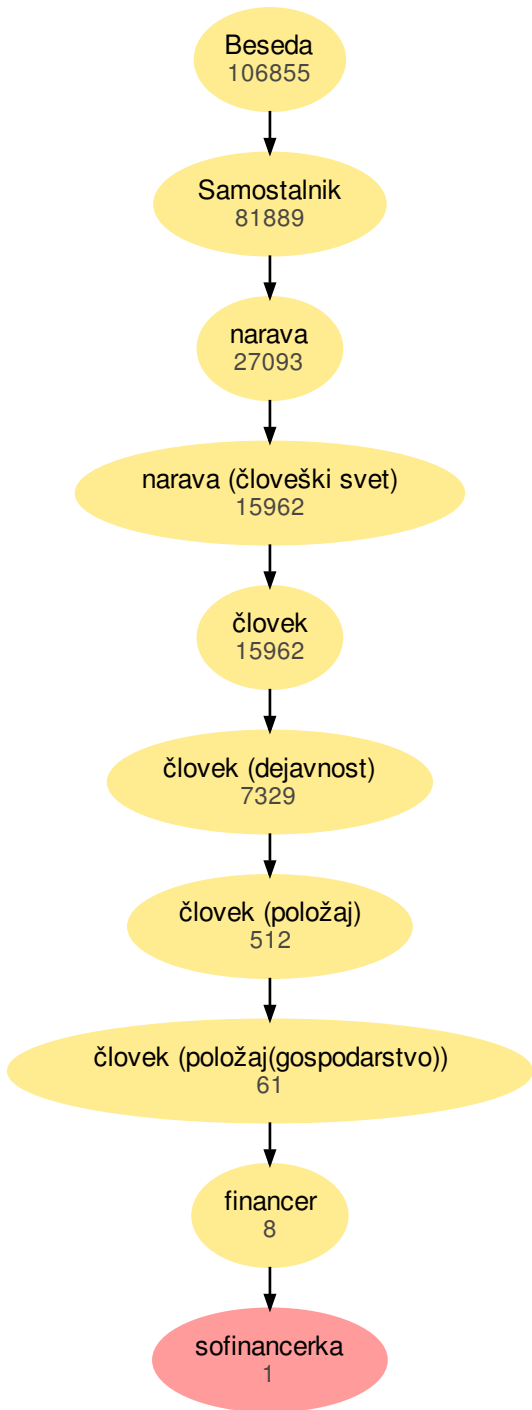 Beseda
106855
Samostalnik
81889
narava
27093
narava (človeški svet)
15962
človek
15962
človek (dejavnost)
7329
človek (položaj)
512
človek (položaj(gospodarstvo))
61
financer
8
sofinancerka
1